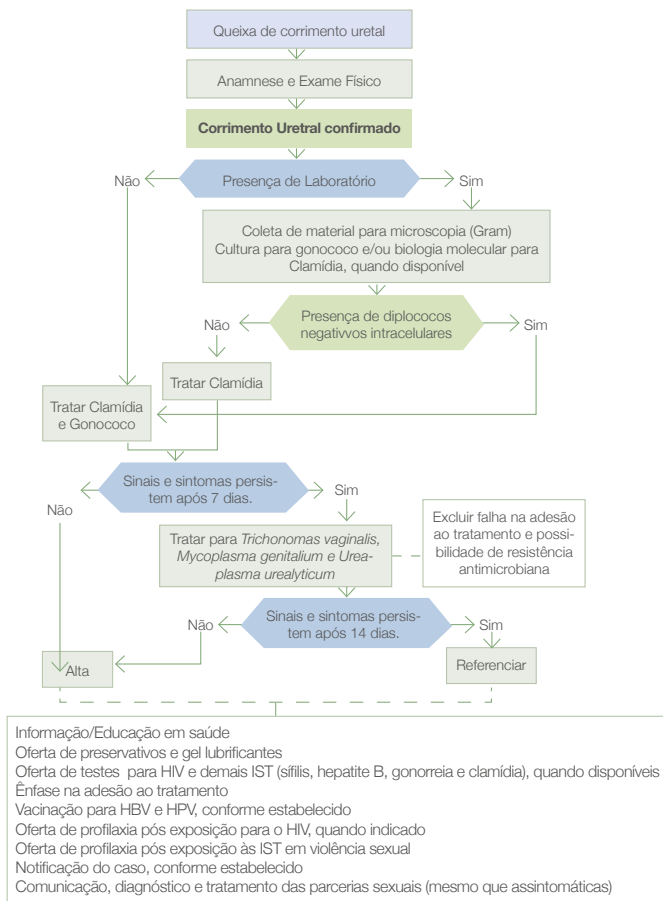 Queixa de corrimento uretal
Anamnese e Exame Físico
Corrimento Uretral confirmado
Não
Presença de Laboratório
Sim
Coleta de material para microscopia (Gram)
Cultura para gonococo e/ou biologia molecular para
Clamídia, quando disponível
Não
Presença de diplococos
negativvos intracelulares
Sim
Tratar Clamídia
Tratar Clamídia
e Gonococo
Sinais e sintomas persis-
tem após 7 dias.
Não
Sim
Tratar para Trichonomas vaginalis,
Mycoplasma genitalium e Urea-
plasma urealyticum
Excluir falha na adesão
ao tratamento e possi-
bilidade de resistência
antimicrobiana
Não
Sinais e sintomas persis-
tem após 14 dias.
Sim
Alta
Referenciar
Informação/Educação em saúde
Oferta de preservativos e gel lubrificantes
Oferta de testes para HIV e demais IST (sífilis, hepatite B, gonorreia e clamídia), quando disponíveis
Ênfase na adesão ao tratamento
Vacinação para HBV e HPV, conforme estabelecido
Oferta de profilaxia pós exposição para o HIV, quando indicado
Oferta de profilaxia pós exposição às IST em violência sexual
Notificação do caso, conforme estabelecido
Comunicação, diagnóstico e tratamento das parcerias sexuais (mesmo que assintomáticas)